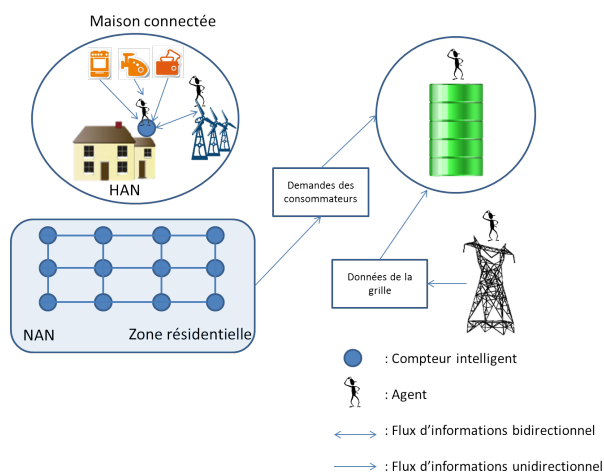 Maison connectée
HAN
Demandes des
consommateurs
Données de la
grille
NAN
Zone résidentielle
: Compteur intelligent
: Agent
: Flux d'informations bidirectionnel
: Flux d'informations unidirectionnel